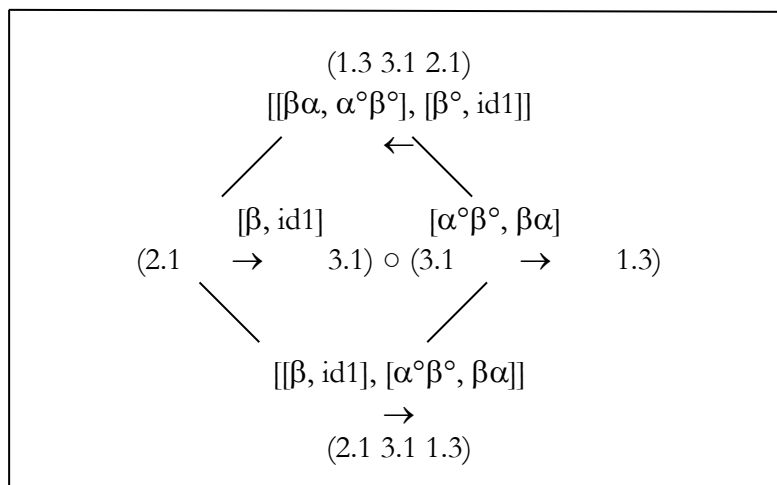 (1.3 3.1 2.1)
[[βα, α°β°], [β°, id1]]
←
[β, id1] [α°β°, βα]
(2.1 → 3.1) ○ (3.1 → 1.3)
[[β, id1], [α°β°, βα]]
→
(2.1 3.1 1.3)